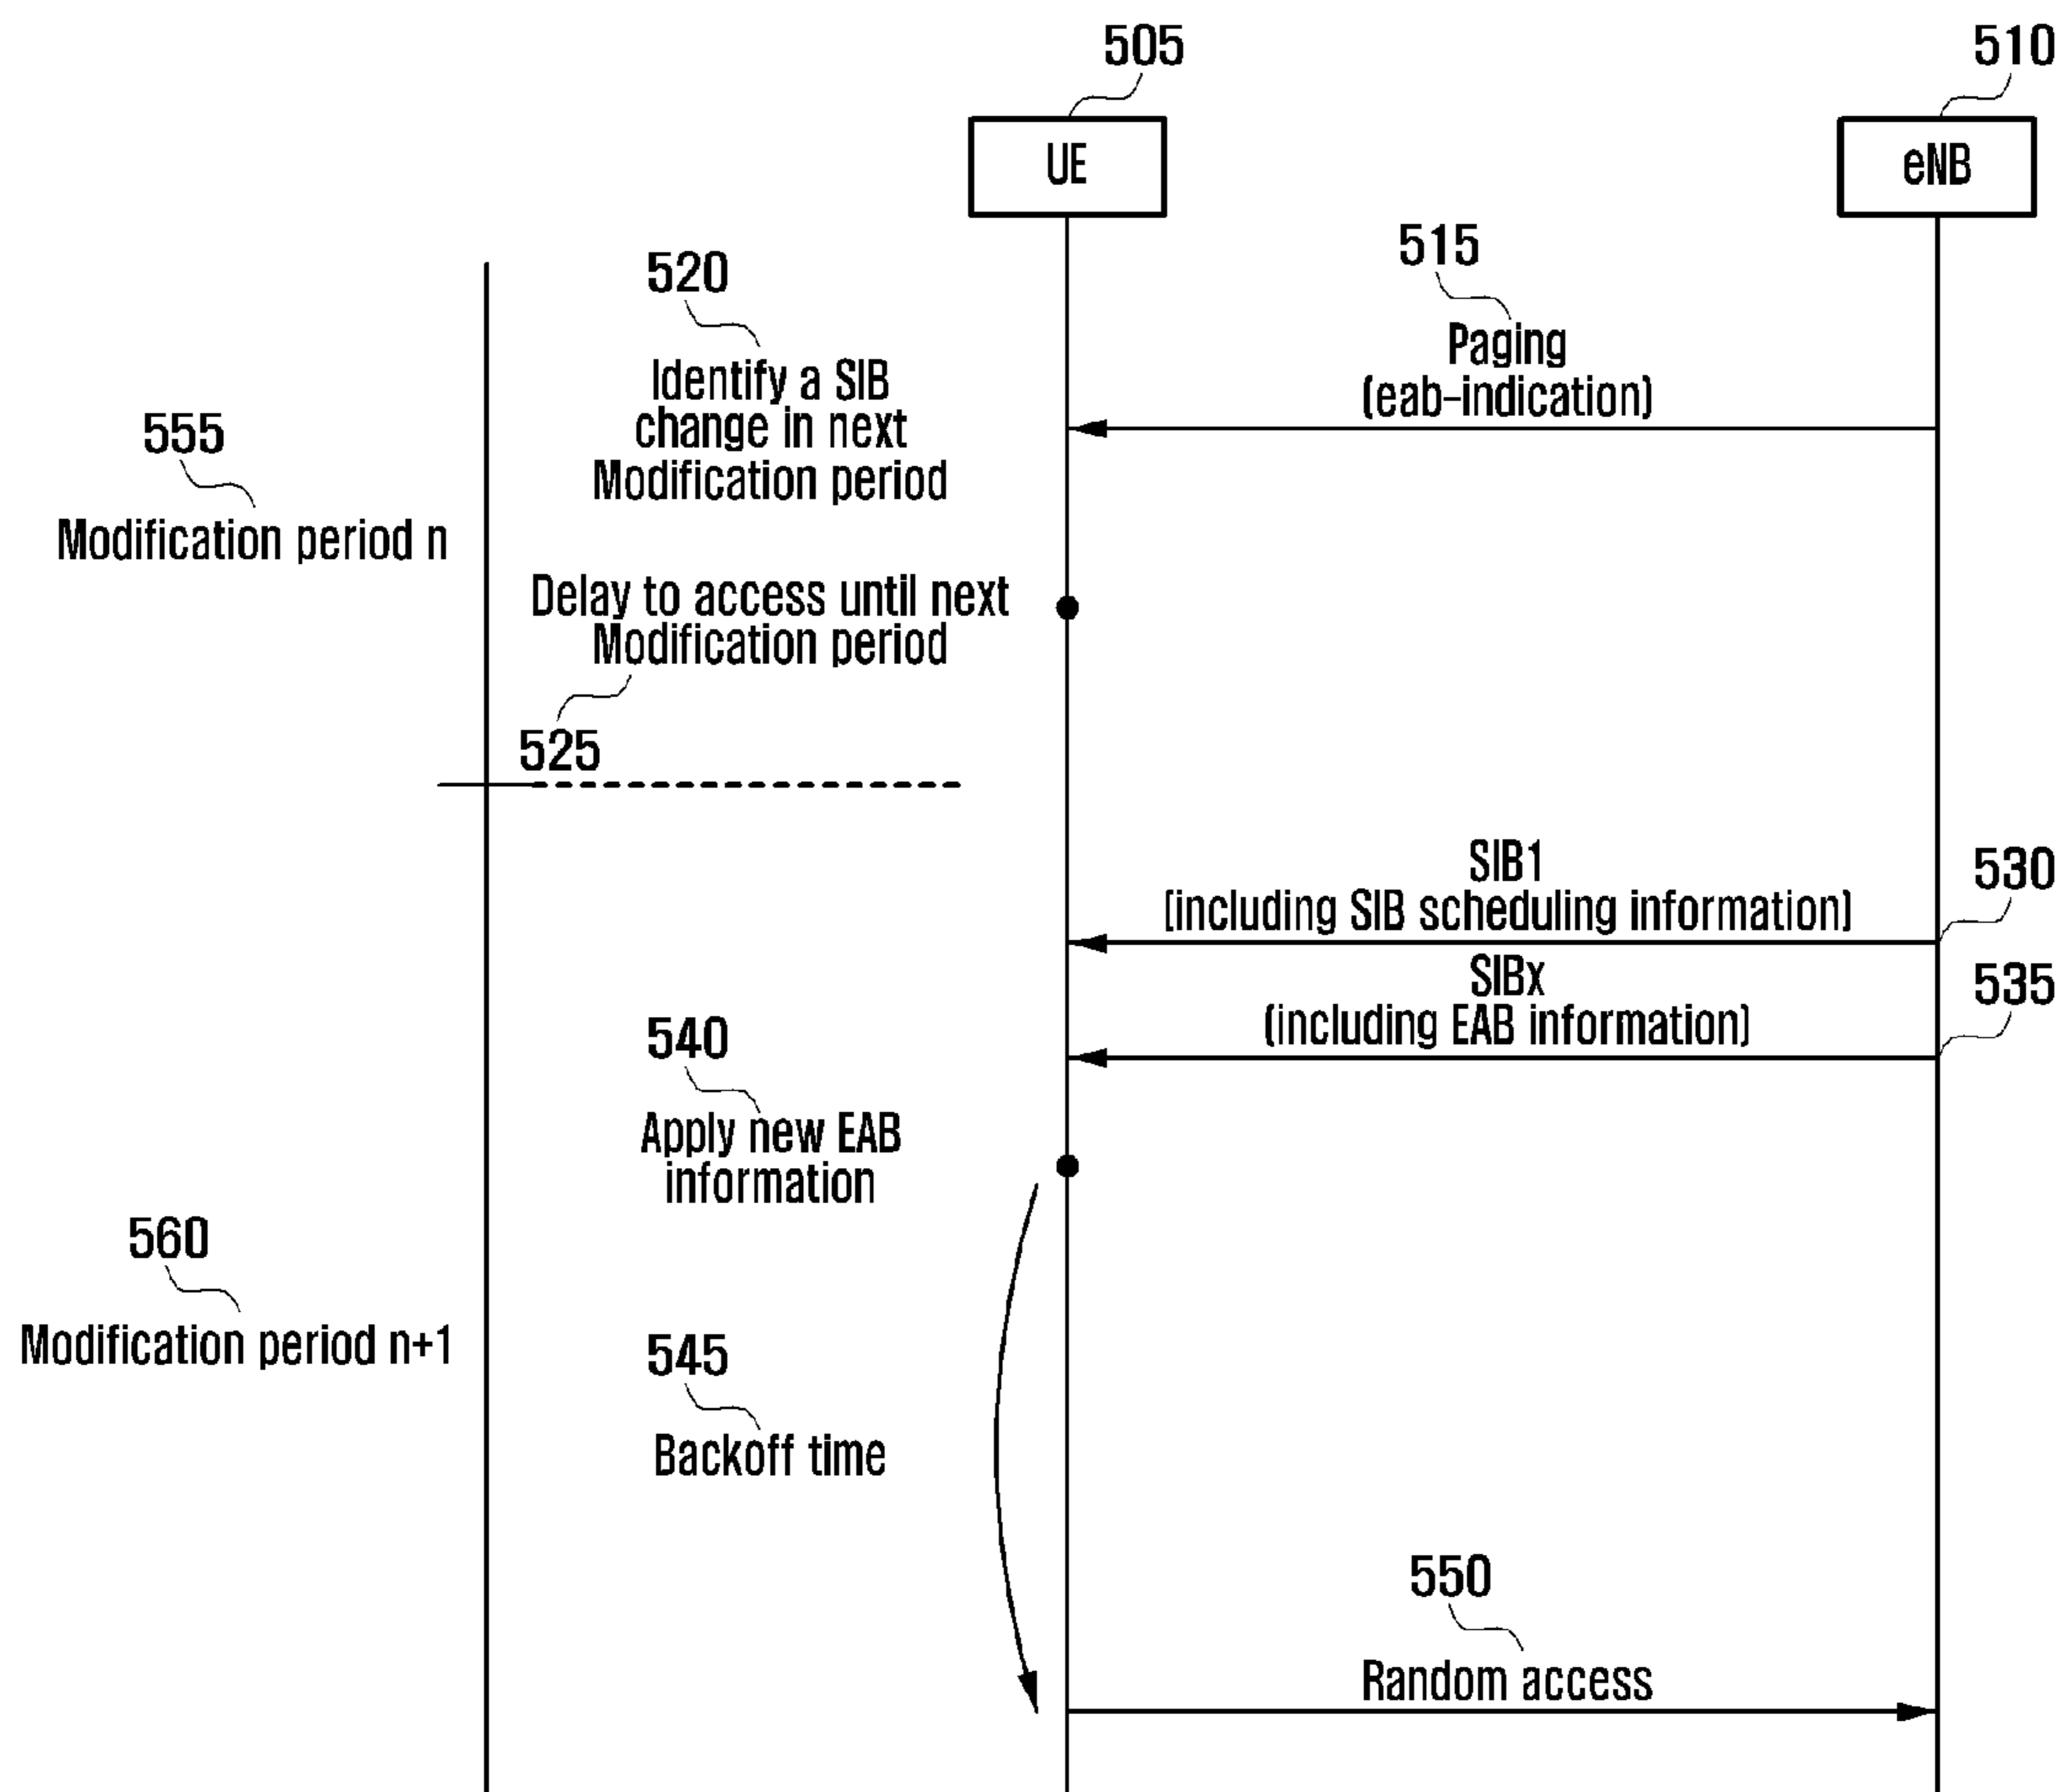 505
510
UE
eNB
515
Paging
(eab-indication)
520
Identify a SIB
change in next
Modification period
555
Modification period n
Delay to access until next
Modification period
525
SIB1
(including SIB scheduling information)
530
SIBx
(including EAB information)
535
540
Apply new EAB
information
560
Modification period n+1
545
Backoff time
550
Random access